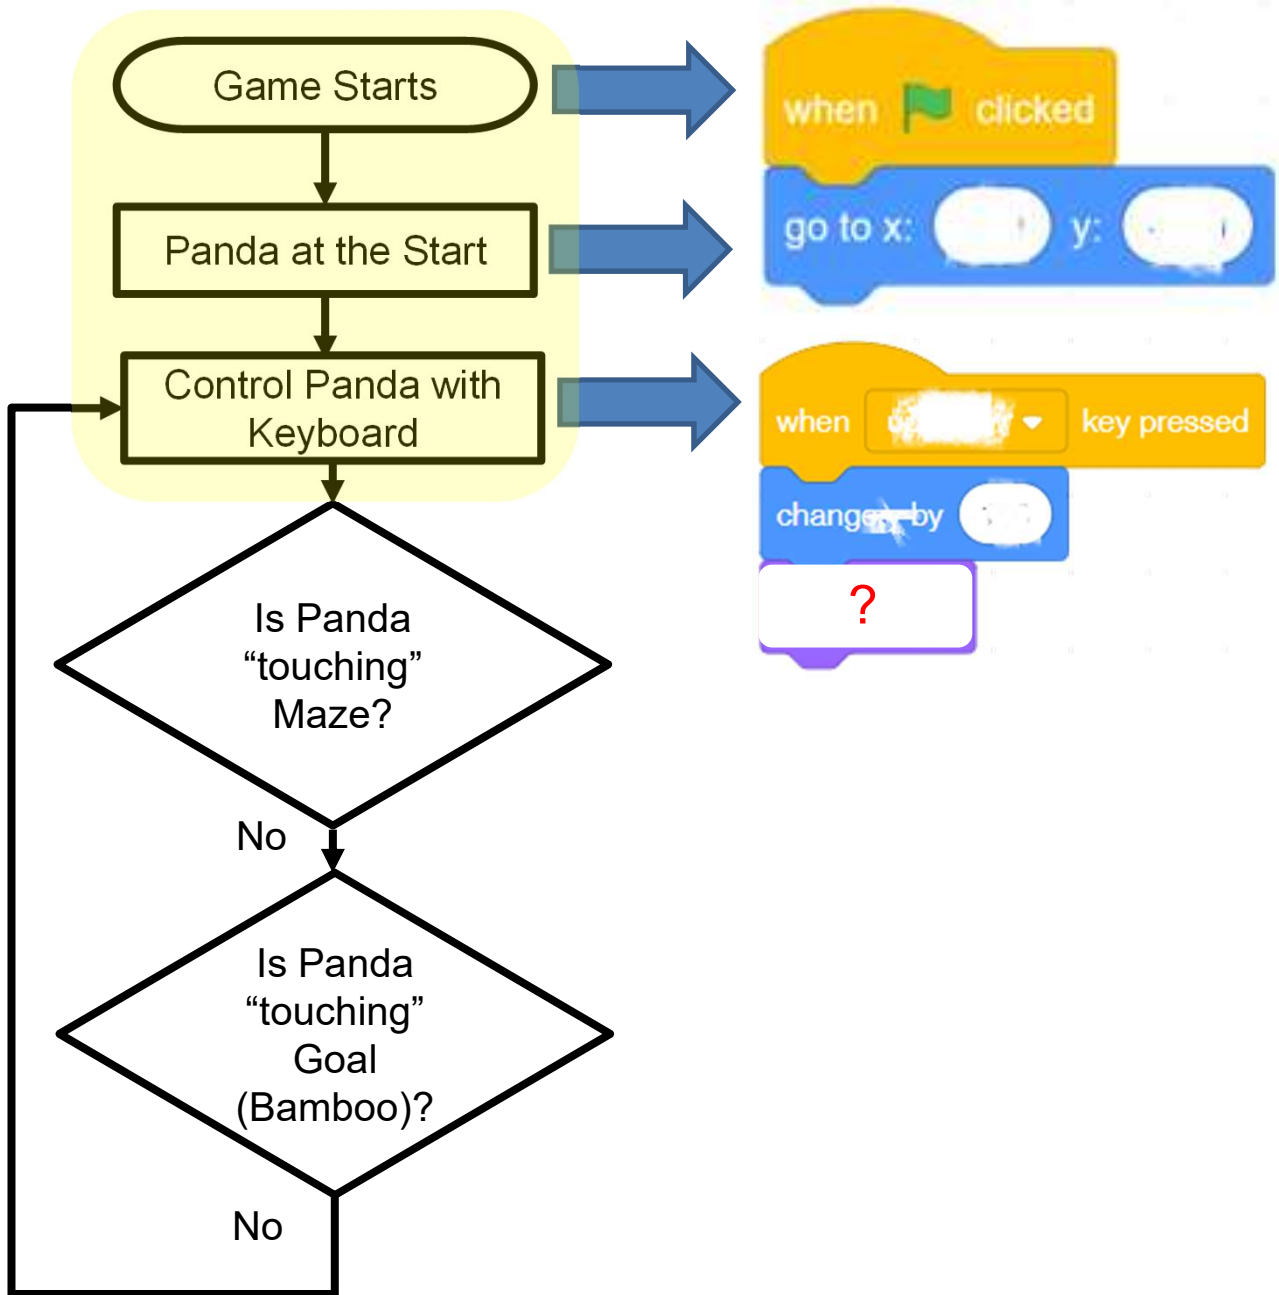 Game Starts
when clicked
go to x: y:
Panda at the Start
Control Panda with
Keyboard
when key pressed
change by
?
Is Panda
“touching”
Maze?
No
Is Panda
“touching”
Goal
(Bamboo)?
No